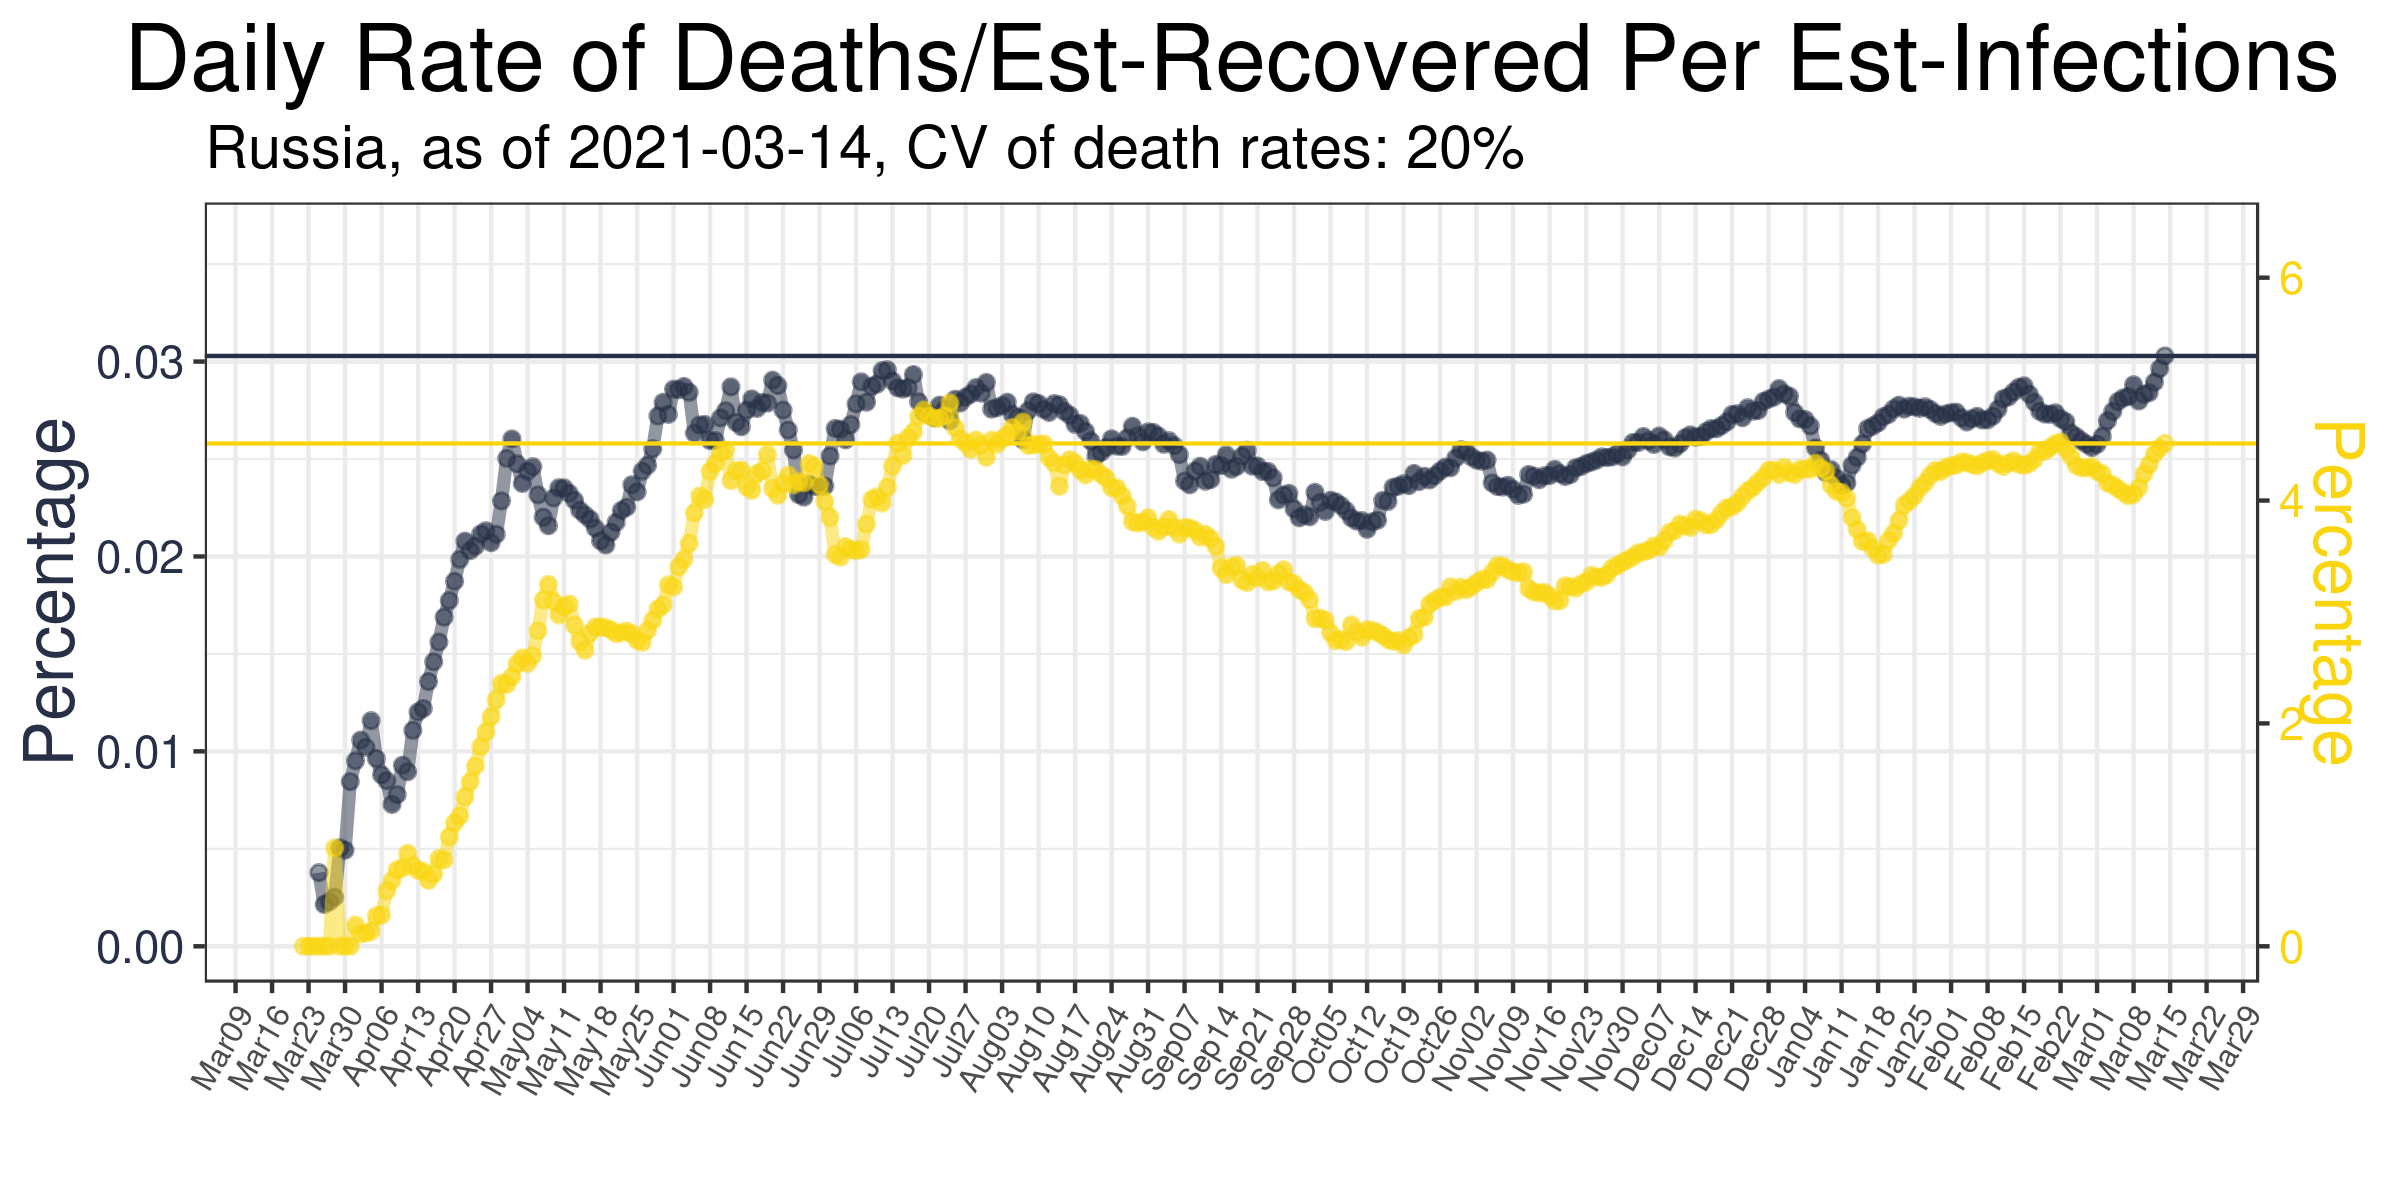 Daily Rate of Deaths/Est-Recovered Per Est-Infections
Russia, as of 2021-03-14, CV of death rates: 20%
Percentage
0.03
0.02
0.01
0.00
6
4
2
0
Percentage
Mar09
Mar16
Mar23
Mar30
Apr06
Apr13
Apr20
Apr27
May04
May11
May18
May25
Jun01
Jun08
Jun15
Jun22
Jun29
Jul06
Jul13
Jul20
Jul27
Aug03
Aug10
Aug17
Aug24
Aug31
Sep07
Sep14
Sep21
Sep28
Oct05
Oct12
Oct19
Oct26
Nov02
Nov09
Nov16
Nov23
Nov30
Dec07
Dec14
Dec21
Dec28
Jan04
Jan11
Jan18
Jan25
Feb01
Feb08
Feb15
Feb22
Mar01
Mar08
Mar15
Mar22
Mar29